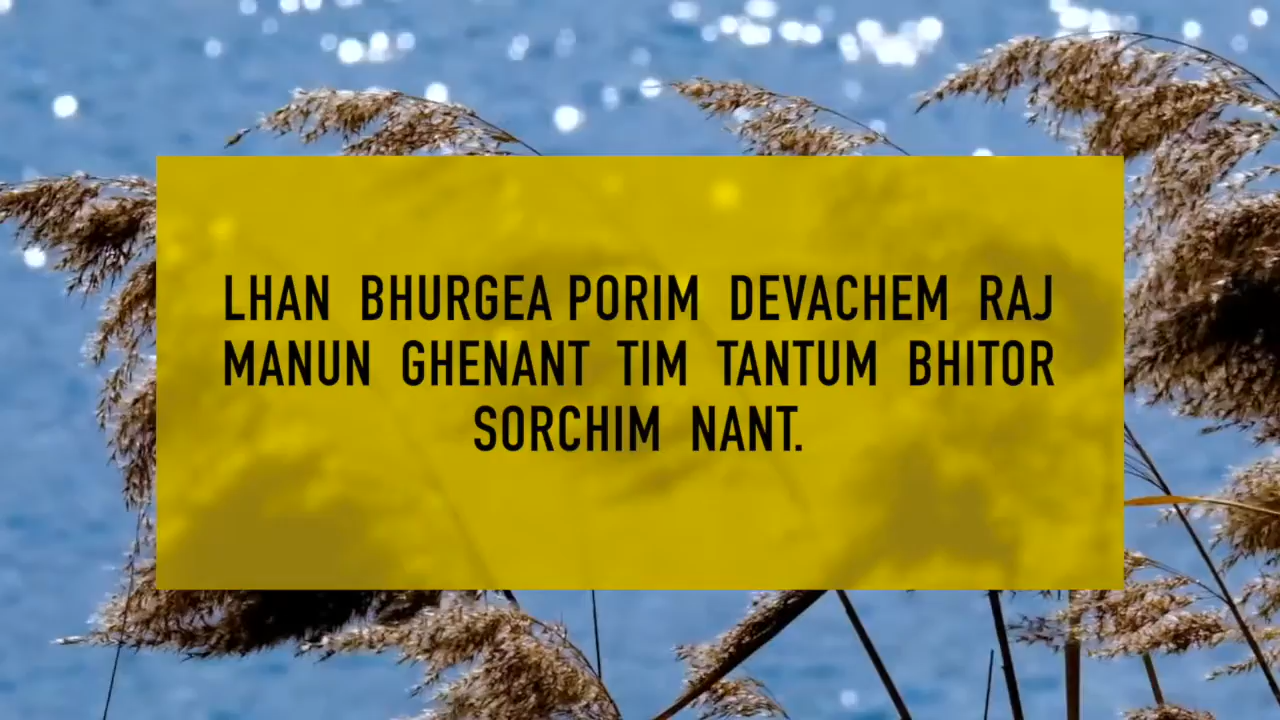 LHAN BHURGEA PORIM DEVACHEM RAJ
MANUN GHENANT TIM TANTUM BHITOR
SORCHIM NANT.